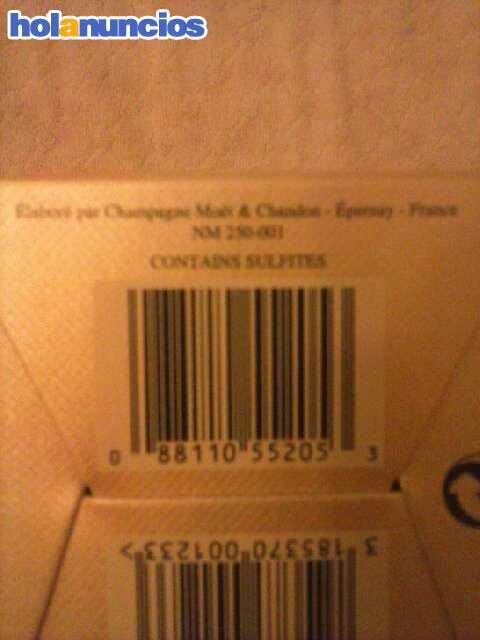 holanuncios
Élaboré par Champagne Moët & Chandon - Épernay - France
NM 250-001
CONTAINS SULFITES
0 88110 55205 3
3 185370 001233 >